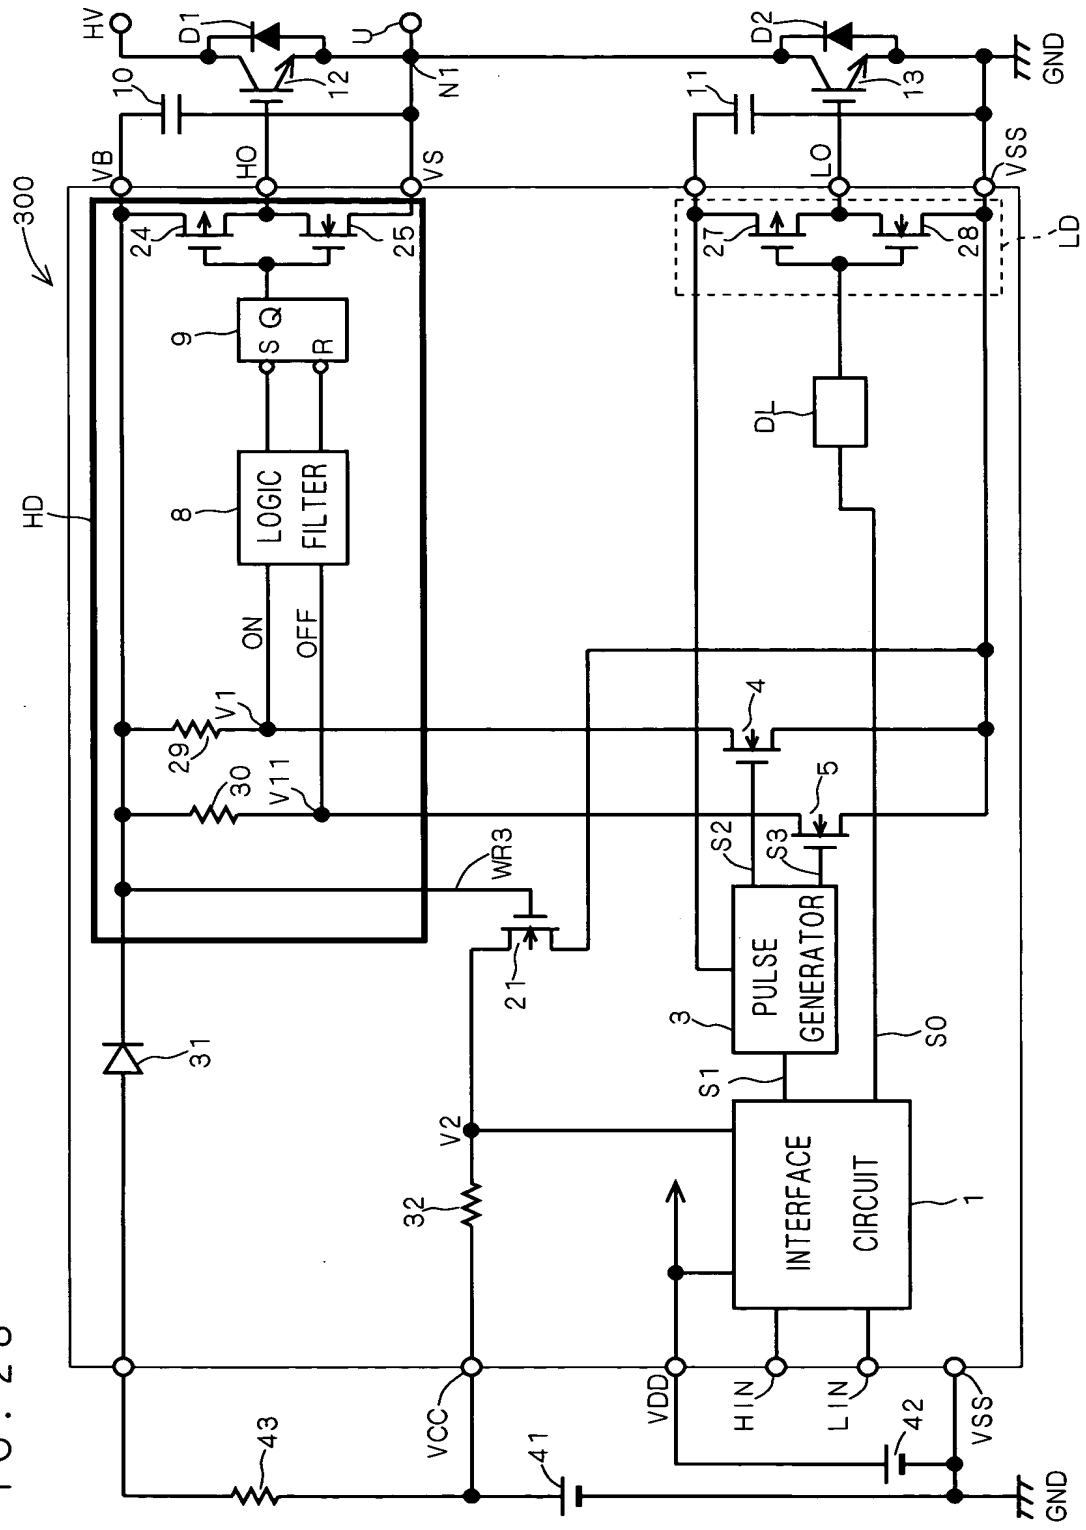 300
HD
HV
VB
10
D1
31
29
30
24
9
8
LOGIC
FILTER
S Q
R
12
HO
U
43
V1
V11
ON
OFF
25
VS
N1
VCC
32
V2
WR3
21
41
VDD
3
PULSE
GENERATOR
S1
S2
S3
4
5
DL
27
11
D2
HIN
INTERFACE
CIRCUIT
LIN
1
S0
LO
13
28
42
VSS
VSS
LD
GND
GND